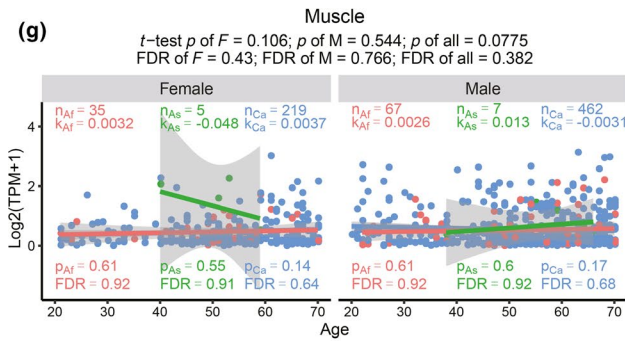 (g)
Muscle
t−test p of F = 0.106; p of M = 0.544; p of all = 0.0775
FDR of F = 0.43; FDR of M = 0.766; FDR of all = 0.382
Female
Male
nAf = 35
nAs = 5
nCa = 219
kAf = 0.0032
kAs = -0.048
kCa = 0.0037
nAf = 67
nAs = 7
nCa = 462
kAf = 0.0026
kAs = 0.013
kCa = -0.0031
Log2(TPM+1)
4
2
0
pAf = 0.61
pAs = 0.55
pCa = 0.14
FDR = 0.92
FDR = 0.91
FDR = 0.64
pAf = 0.61
pAs = 0.6
pCa = 0.17
FDR = 0.92
FDR = 0.92
FDR = 0.68
20 30 40 50 60 70
20 30 40 50 60 70
Age